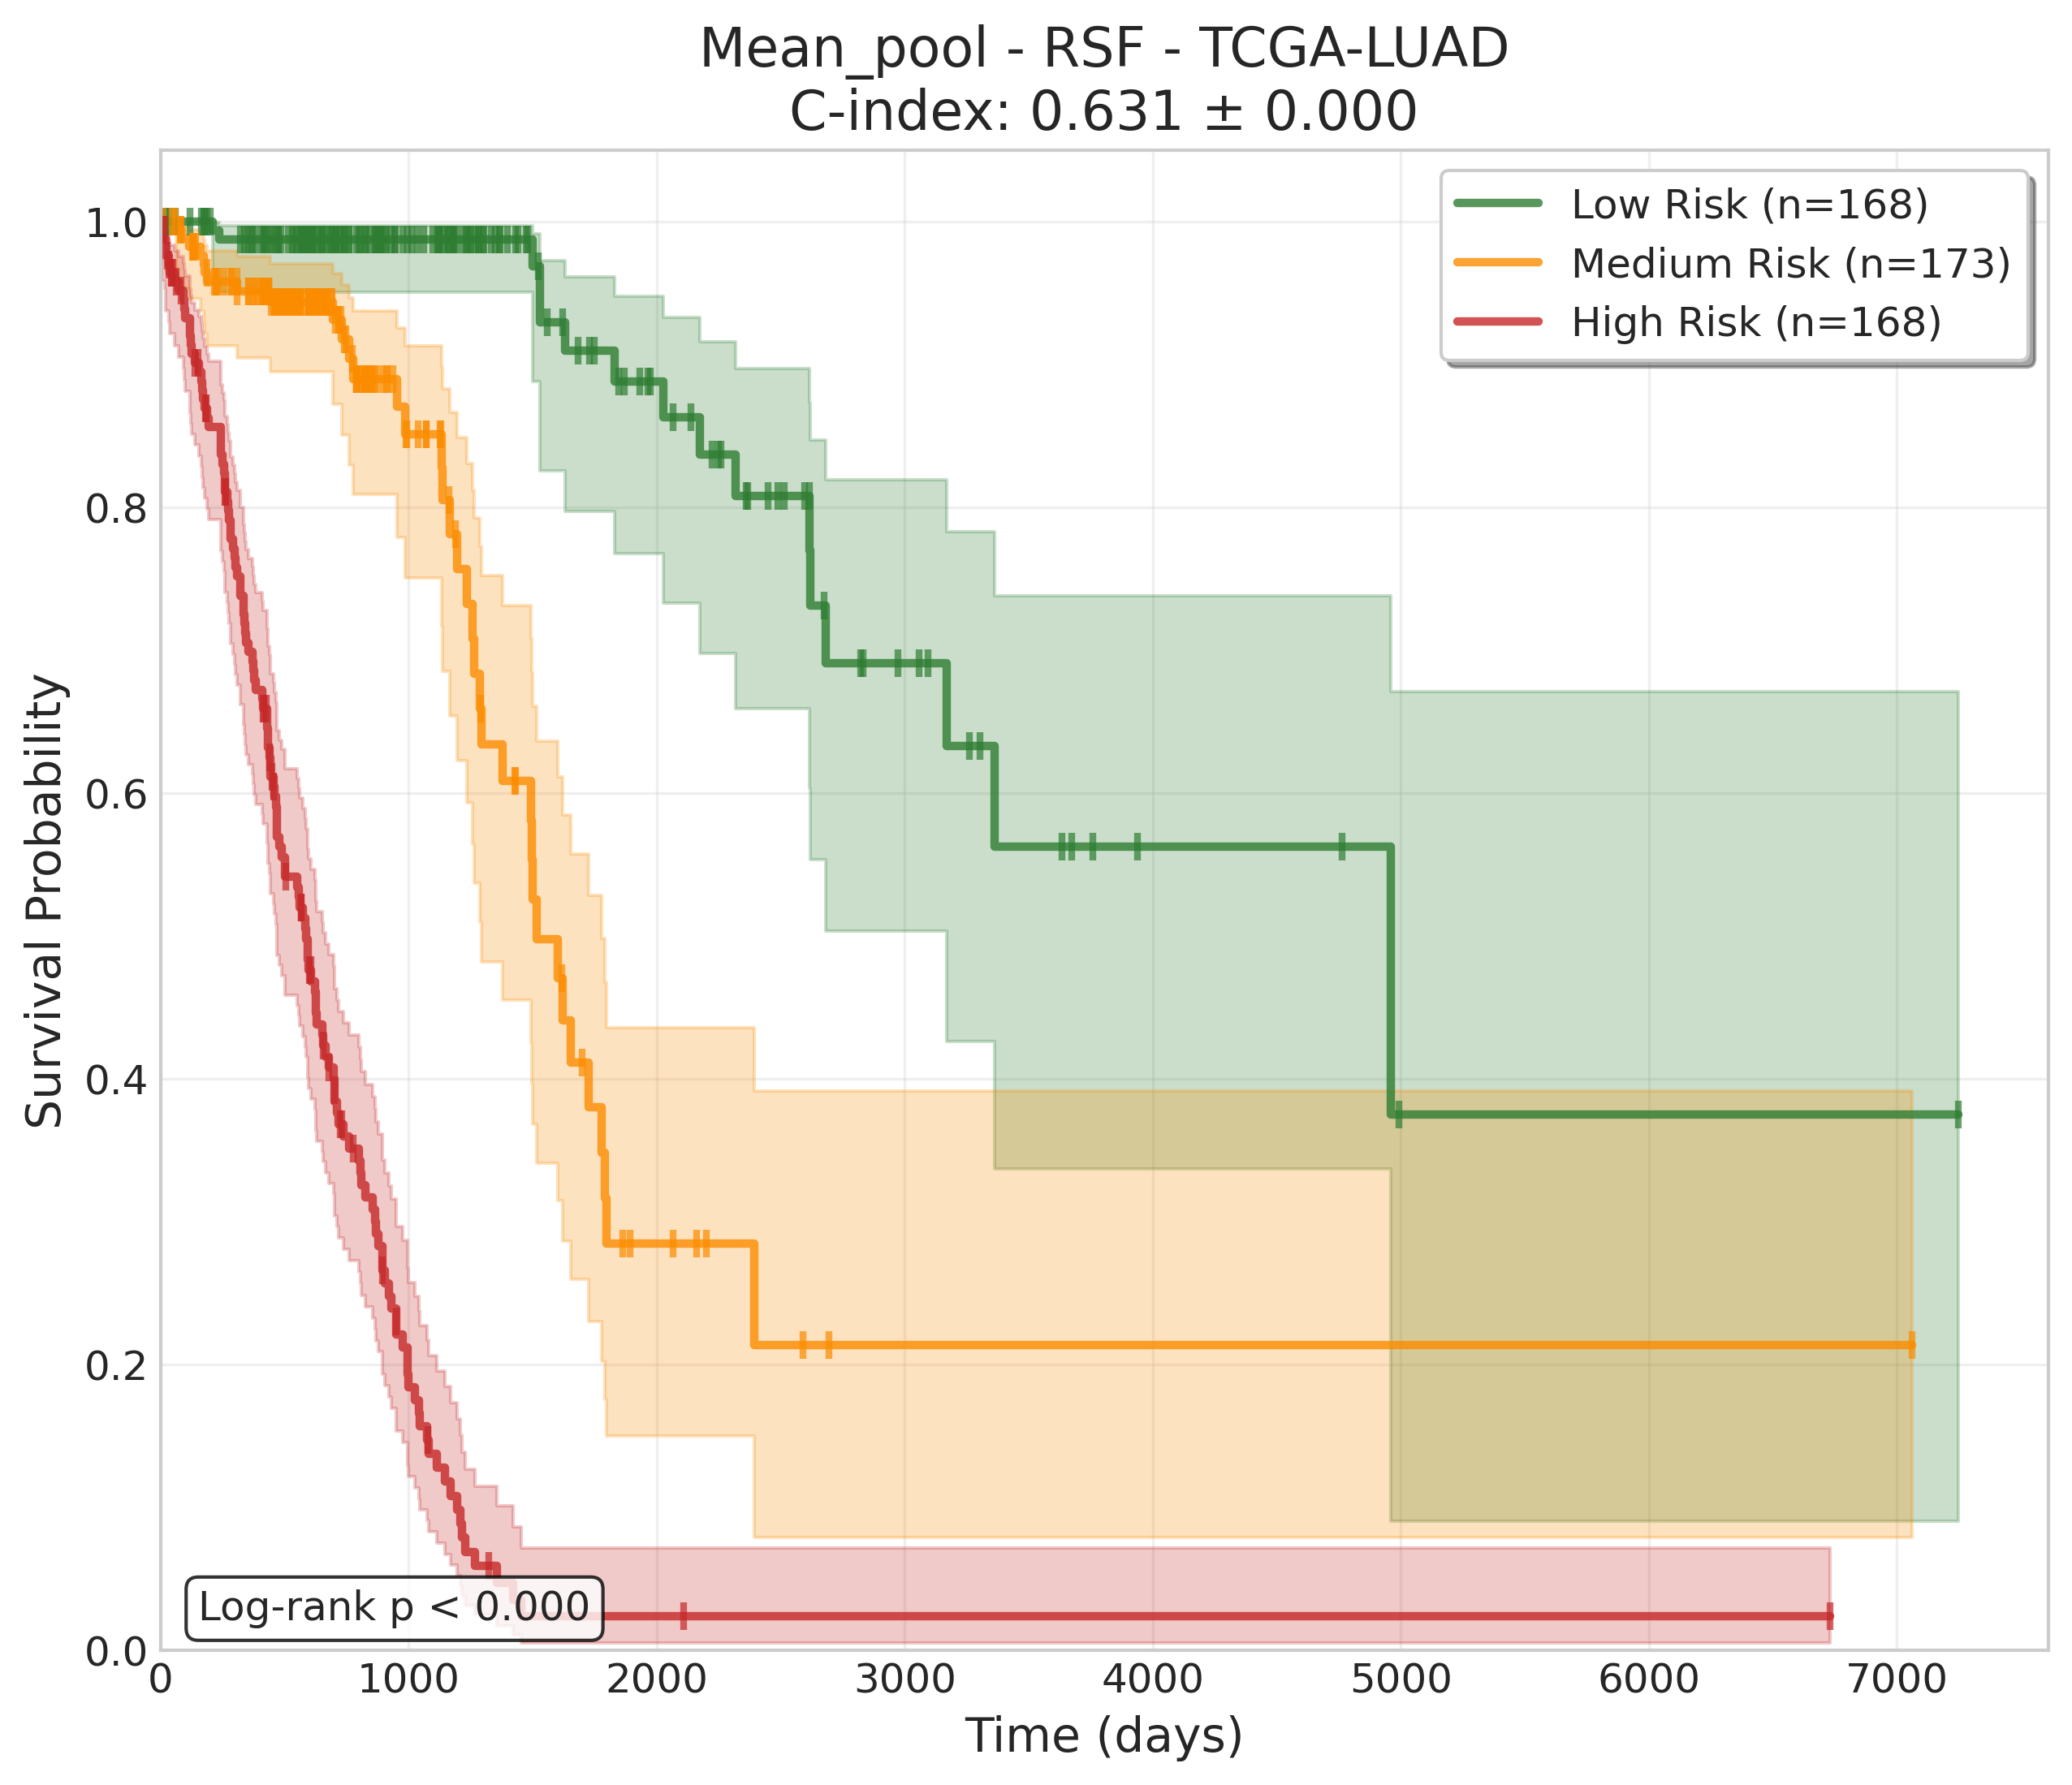 Mean_pool - RSF - TCGA-LUAD
C-index: 0.631 ± 0.000
Low Risk (n=168)
Medium Risk (n=173)
High Risk (n=168)
Survival Probability
1.0
0.8
0.6
0.4
0.2
0.0
Log-rank p < 0.000
0 1000 2000 3000 4000 5000 6000 7000
Time (days)